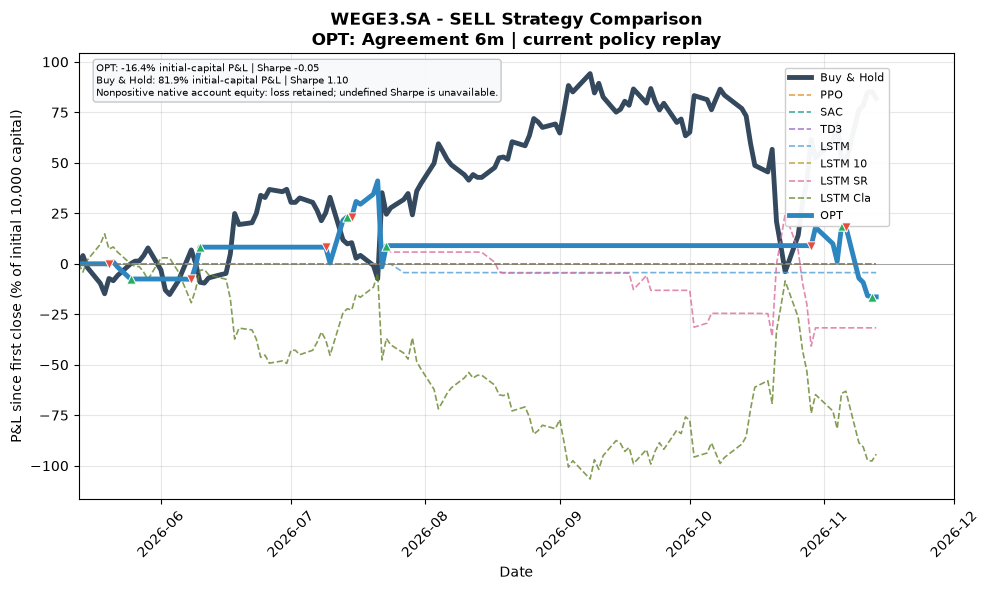 WEGE3.SA - SELL Strategy Comparison
OPT: Agreement 6m | current policy replay
OPT: -16.4% initial-capital P&L | Sharpe -0.05
Buy & Hold: 81.9% initial-capital P&L | Sharpe 1.10
Nonpositive native account equity: loss retained; undefined Sharpe is unavailable.
Buy & Hold
PPO
SAC
TD3
LSTM
LSTM 10
LSTM SR
LSTM Cla
OPT
P&L since first close (% of initial 10,000 capital)
100
75
50
25
0
−25
−50
−75
−100
2026-06
2026-07
2026-08
2026-09
2026-10
2026-11
2026-12
Date